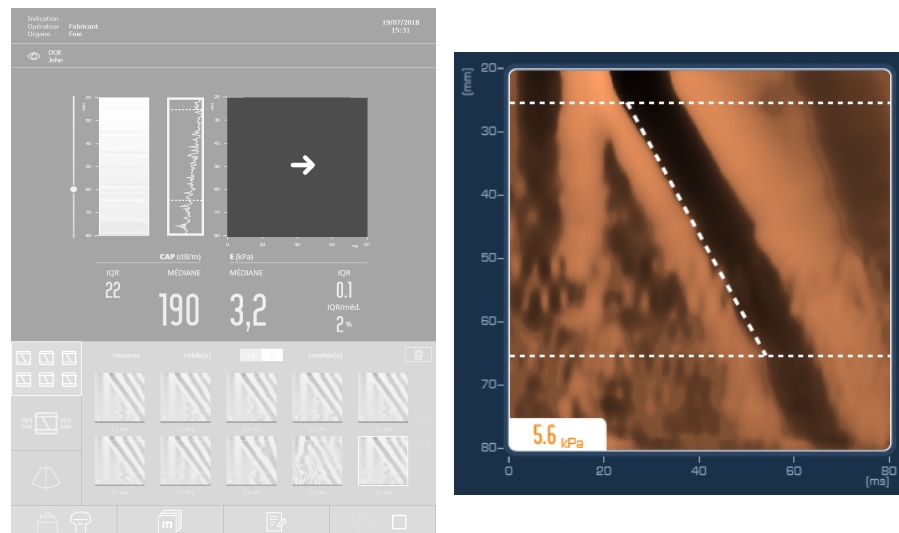 Indication
Opérateur Fabricant
Organe Foie
19/07/2018
15:31
DOE
John
CAP (dB/m) E (kPa)
IQR MÉDIANE MÉDIANE IQR
22 190 3,2 0.1
IQR/méd.
2 %
mesures Valide(s) Invalide(s)
m
[mm]
20
30
40
50
60
70
80
5.6 kPa
0 20 40 60 80
[ms]